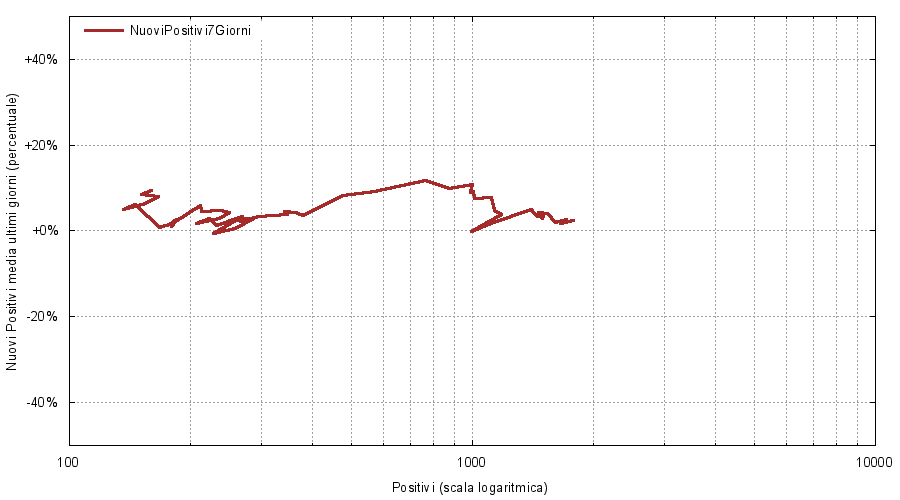 NuoviPositivi7Giorni
+40%
+20%
+0%
-20%
-40%
Nuovi Positivi media ultimi giorni (percentuale)
100
1000
10000
Positivi (scala logaritmica)